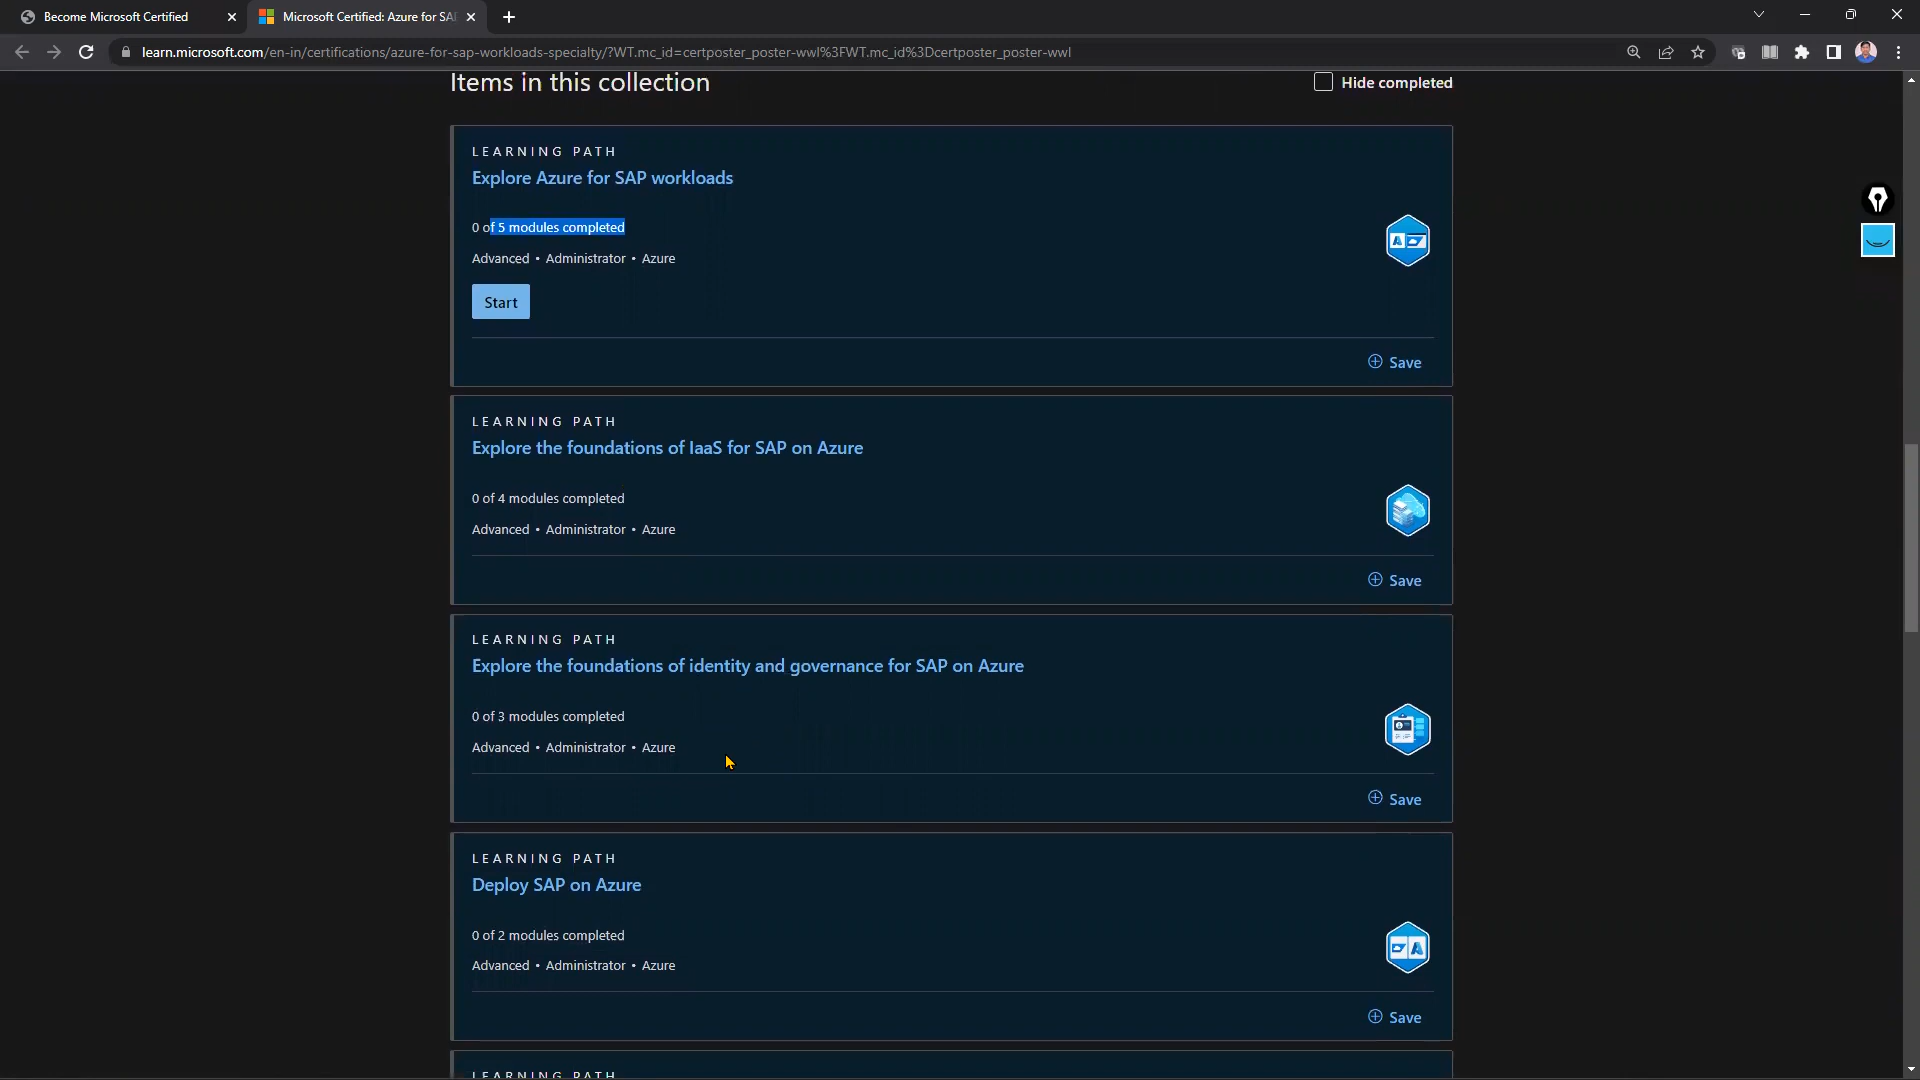 Become Microsoft Certified
Microsoft Certified: Azure for SA
learn.microsoft.com/en-in/certifications/azure-for-sap-workloads-specialty/?WT.mc_id=certposter_poster-wwl%3FWT.mc_id%3Dcertposter_poster-wwl
Items in this collection
Hide completed
LEARNING PATH
Explore Azure for SAP workloads
0 of 5 modules completed
Advanced • Administrator • Azure
Start
Save
LEARNING PATH
Explore the foundations of IaaS for SAP on Azure
0 of 4 modules completed
Advanced • Administrator • Azure
Save
LEARNING PATH
Explore the foundations of identity and governance for SAP on Azure
0 of 3 modules completed
Advanced • Administrator • Azure
Save
LEARNING PATH
Deploy SAP on Azure
0 of 2 modules completed
Advanced • Administrator • Azure
Save
LEARNING PATH